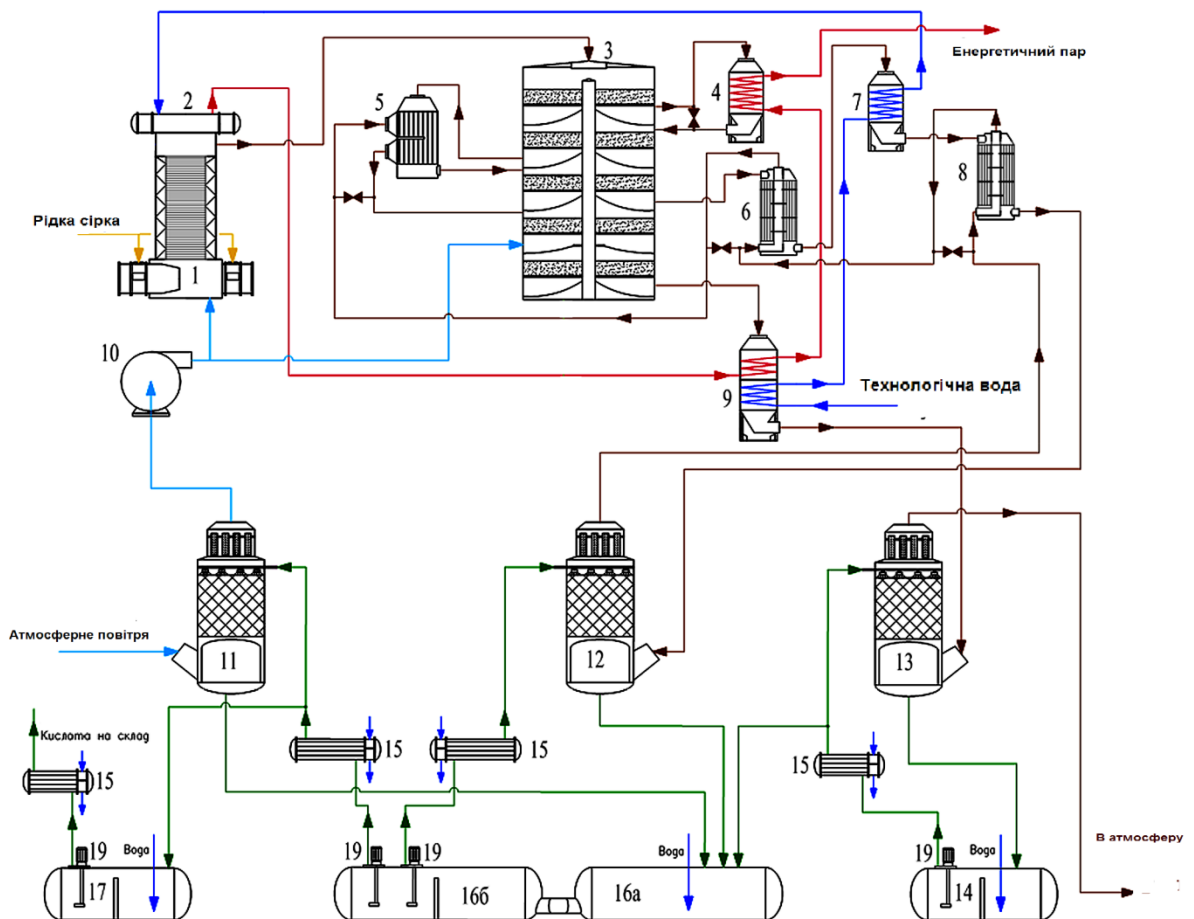 Енергетичний пар
3
2
4
5
7
8
6
Рідка сірка
1
10
9
Технологічна вода
Атмосферне повітря
11
12
13
Кислота на склад
15
15
15
15
В атмосферу
19
Вода
19
19
Вода
19
Вода
17
16б
16а
14